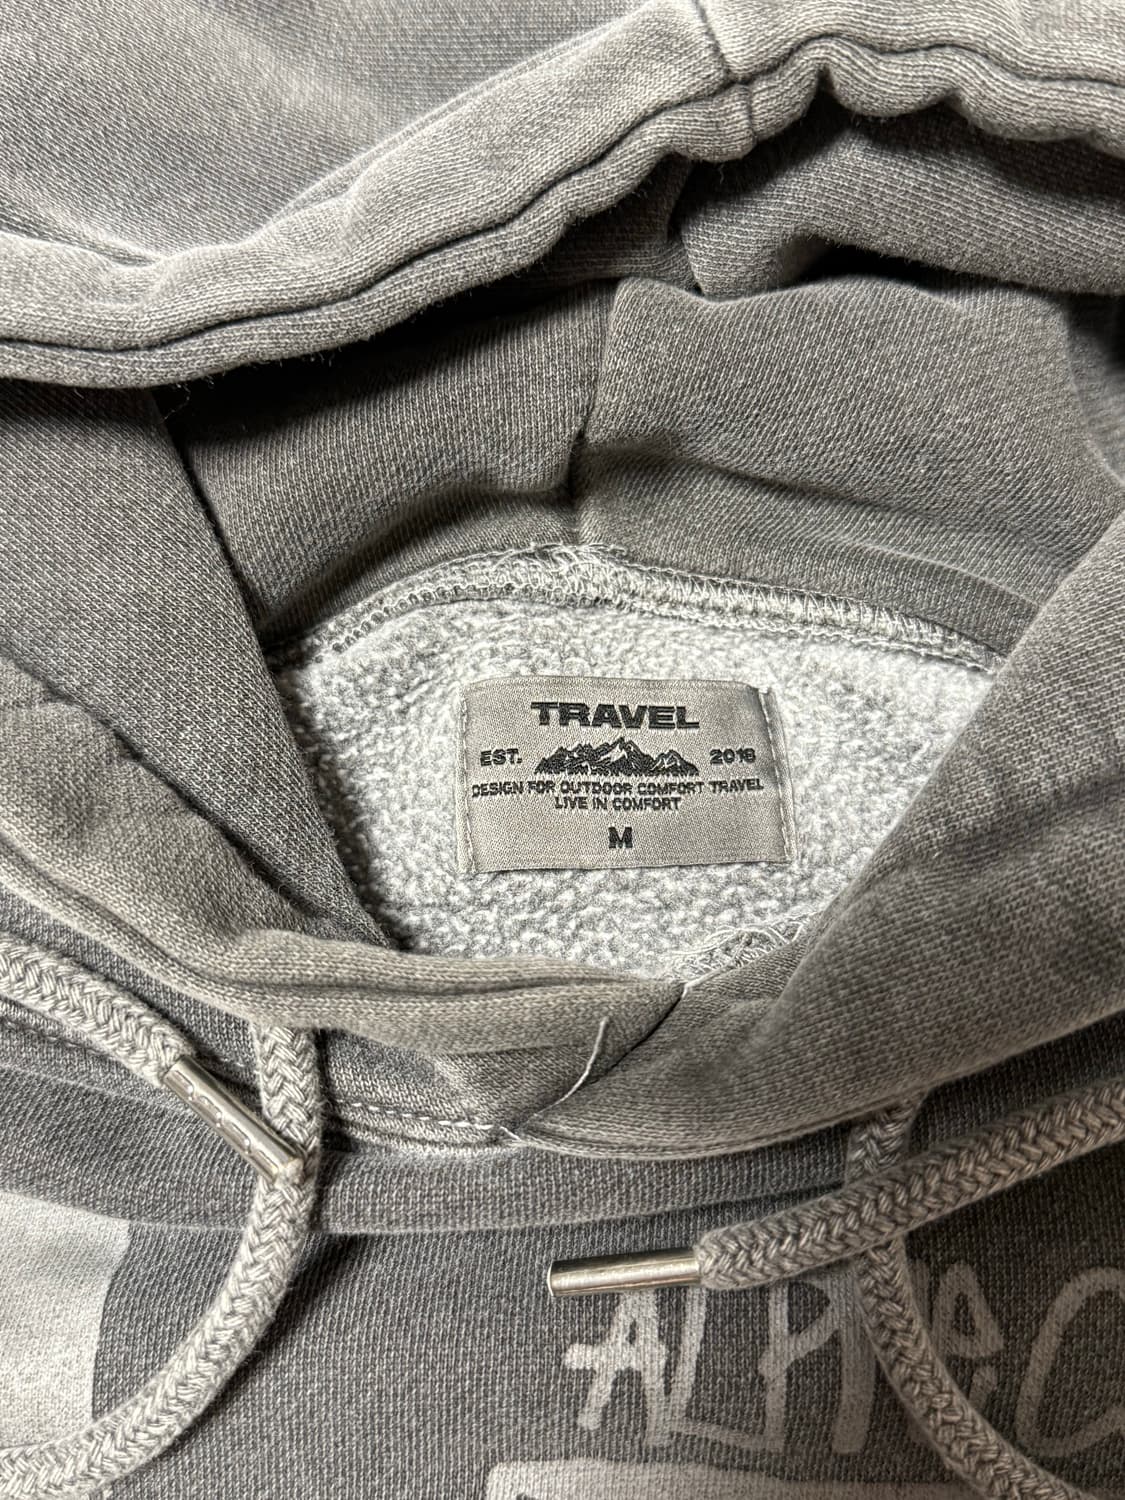 TRAVEL
EST. 2018
DESIGN FOR OUTDOOR COMFORT TRAVEL
LIVE IN COMFORT
M